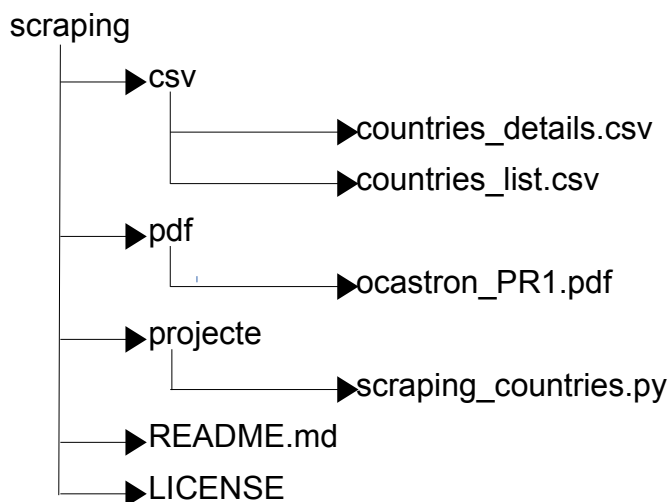 scraping
csv
countries_details.csv
countries_list.csv
pdf
ocastron_PR1.pdf
projecte
scraping_countries.py
README.md
LICENSE